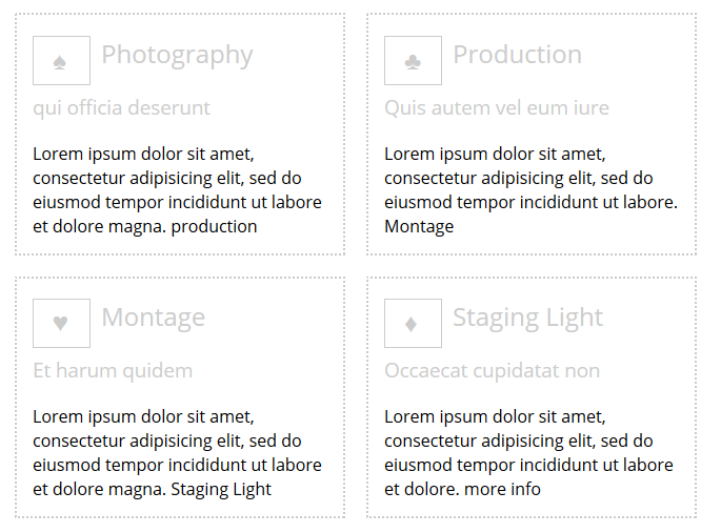 ♠ Photography
qui officia deserunt
Lorem ipsum dolor sit amet,
consectetur adipisicing elit, sed do
eiusmod tempor incididunt ut labore
et dolore magna. production
♣ Production
Quis autem vel eum iure
Lorem ipsum dolor sit amet,
consectetur adipisicing elit, sed do
eiusmod tempor incididunt ut labore.
Montage
♥ Montage
Et harum quidem
Lorem ipsum dolor sit amet,
consectetur adipisicing elit, sed do
eiusmod tempor incididunt ut labore
et dolore magna. Staging Light
♦ Staging Light
Occaecat cupidatat non
Lorem ipsum dolor sit amet,
consectetur adipisicing elit, sed do
eiusmod tempor incididunt ut labore
et dolore. more info